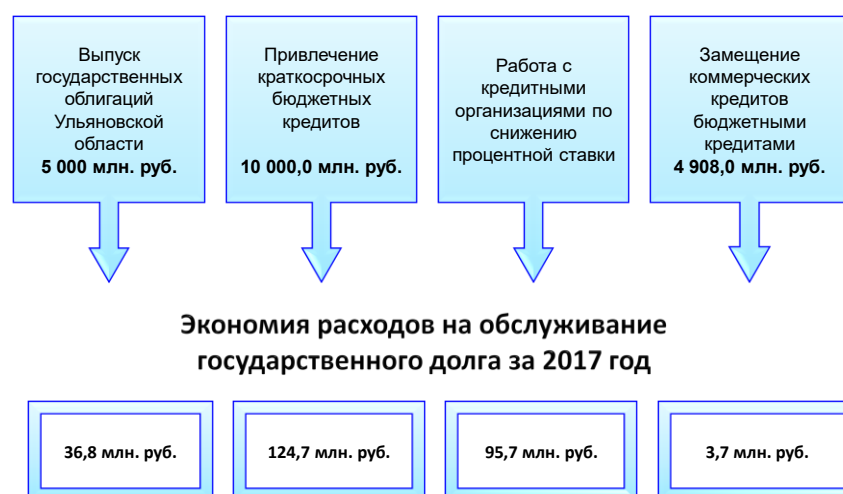 Выпуск
государственных
облигаций
Ульяновской
области
5 000 млн. руб.
Привлечение
краткосрочных
бюджетных
кредитов
10 000,0 млн. руб.
Работа с
кредитными
организациями по
снижению
процентной ставки
Замещение
коммерческих
кредитов
бюджетными
кредитами
4 908,0 млн. руб.
Экономия расходов на обслуживание
государственного долга за 2017 год
36,8 млн. руб.
124,7 млн. руб.
95,7 млн. руб.
3,7 млн. руб.